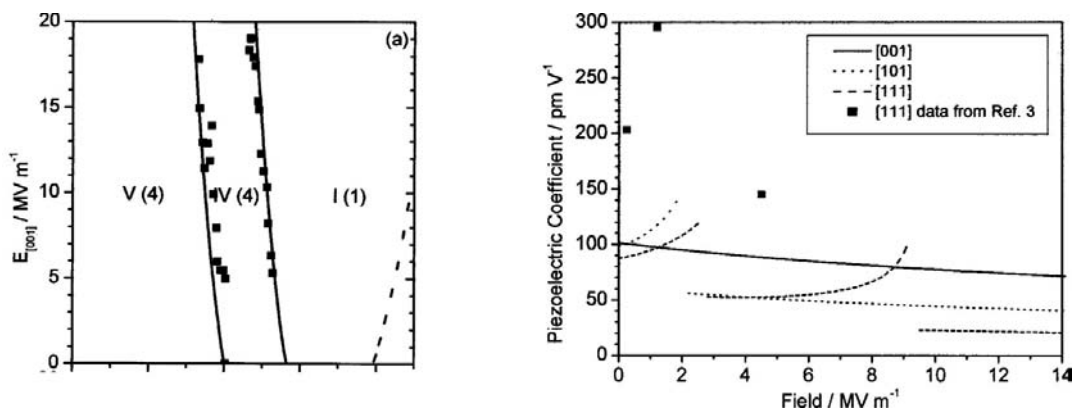 20
15
10
5
0
E[001] / MV m-1
(a)
V (4)
IV (4)
I (1)
300
250
200
150
100
50
0
Piezoelectric Coefficient / pm V-1
[001]
[101]
[111]
[111] data from Ref. 3
0 2 4 6 8 10 12 14
Field / MV m-1